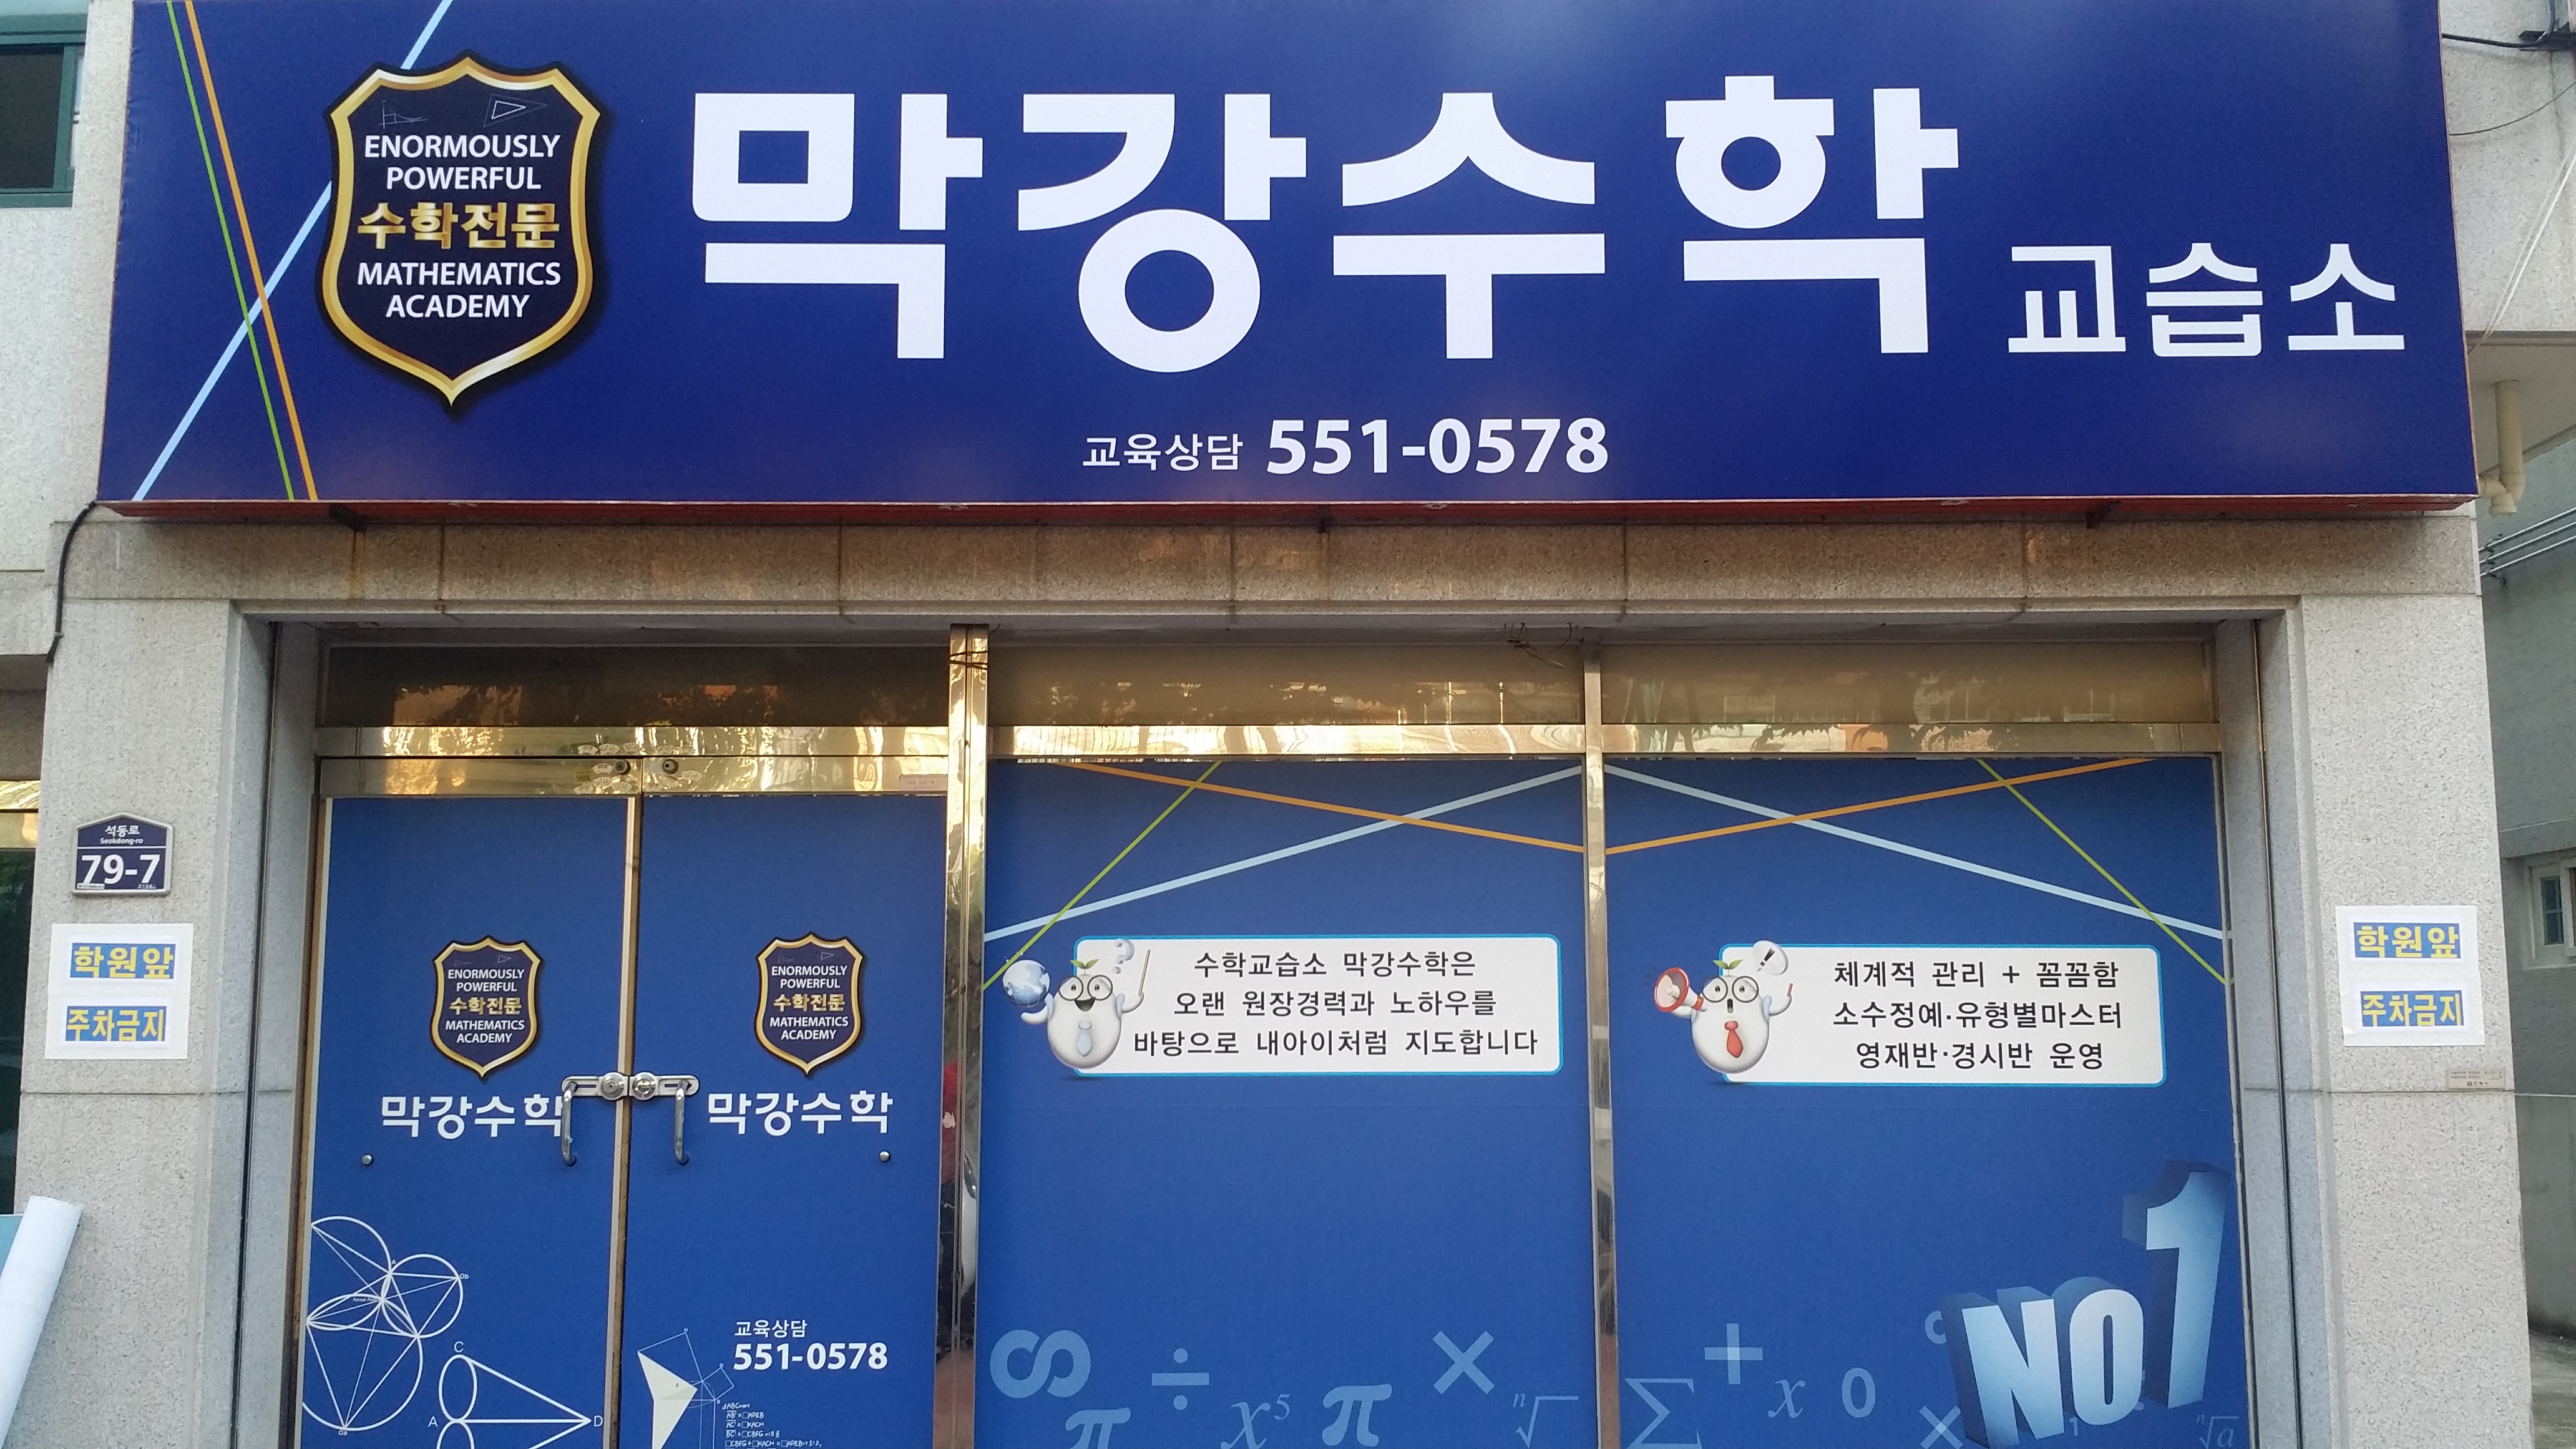 ENORMOUSLY
POWERFUL
수학전문
MATHEMATICS
ACADEMY
막강수학 교습소
교육상담 551-0578
석동로
Seokdong-ro
79-7
학원앞
주차금지
ENORMOUSLY
POWERFUL
수학전문
MATHEMATICS
ACADEMY
막강수학
ENORMOUSLY
POWERFUL
수학전문
MATHEMATICS
ACADEMY
막강수학
교육상담
551-0578
C
A
D
수학교습소 막강수학은
오랜 원장경력과 노하우를
바탕으로 내아이처럼 지도합니다
체계적 관리 + 꼼꼼함
소수정예·유형별마스터
영재반·경시반 운영
학원앞
주차금지
∞ ÷ × π x⁵ π ⁿ√
Σ + x 0 ×
NO 1
ⁿ√a